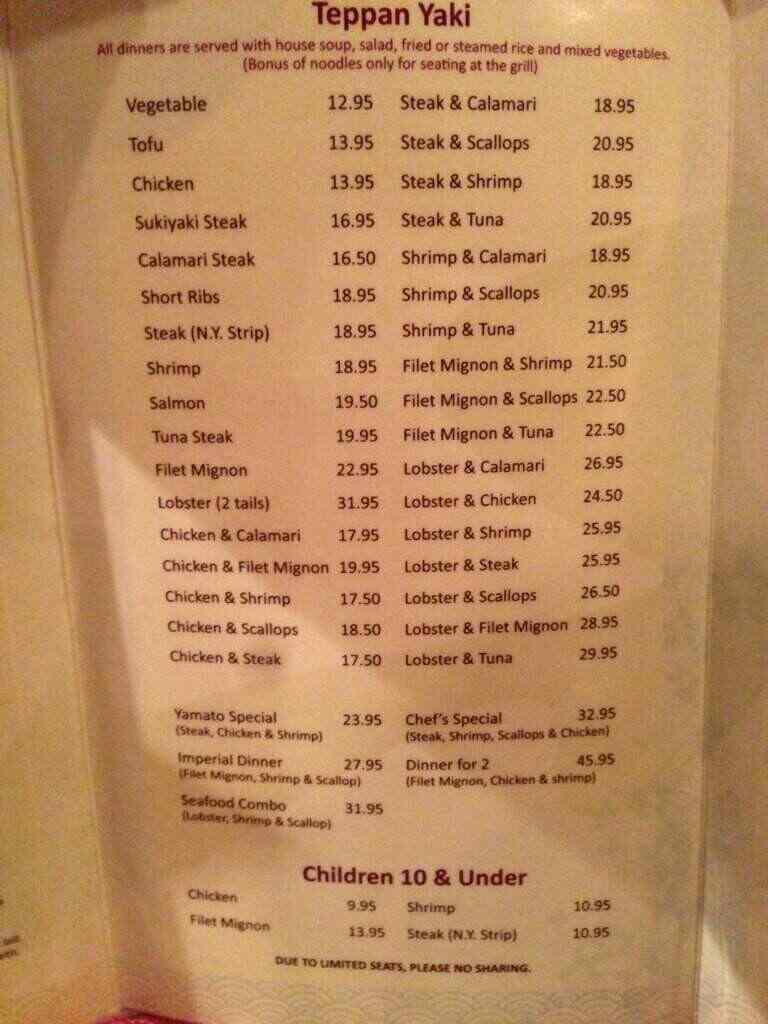 Teppan Yaki
All dinners are served with house soup, salad, fried or steamed rice and mixed vegetables.
(Bonus of noodles only for seating at the grill)
Vegetable 12.95 Steak & Calamari 18.95
Tofu 13.95 Steak & Scallops 20.95
Chicken 13.95 Steak & Shrimp 18.95
Sukiyaki Steak 16.95 Steak & Tuna 20.95
Calamari Steak 16.50 Shrimp & Calamari 18.95
Short Ribs 18.95 Shrimp & Scallops 20.95
Steak (N.Y. Strip) 18.95 Shrimp & Tuna 21.95
Shrimp 18.95 Filet Mignon & Shrimp 21.50
Salmon 19.50 Filet Mignon & Scallops 22.50
Tuna Steak 19.95 Filet Mignon & Tuna 22.50
Filet Mignon 22.95 Lobster & Calamari 26.95
Lobster (2 tails) 31.95 Lobster & Chicken 24.50
Chicken & Calamari 17.95 Lobster & Shrimp 25.95
Chicken & Filet Mignon 19.95 Lobster & Steak 25.95
Chicken & Shrimp 17.50 Lobster & Scallops 26.50
Chicken & Scallops 18.50 Lobster & Filet Mignon 28.95
Chicken & Steak 17.50 Lobster & Tuna 29.95
Yamato Special 23.95 Chef's Special 32.95
(Steak, Chicken & Shrimp) (Steak, Shrimp, Scallops & Chicken)
Imperial Dinner 27.95 Dinner for 2 45.95
(Filet Mignon, Shrimp & Scallop) (Filet Mignon, Chicken & shrimp)
Seafood Combo 31.95
(Lobster, Shrimp & Scallop)
Children 10 & Under
Chicken 9.95 Shrimp 10.95
Filet Mignon 13.95 Steak (N.Y. Strip) 10.95
DUE TO LIMITED SEATS, PLEASE NO SHARING.